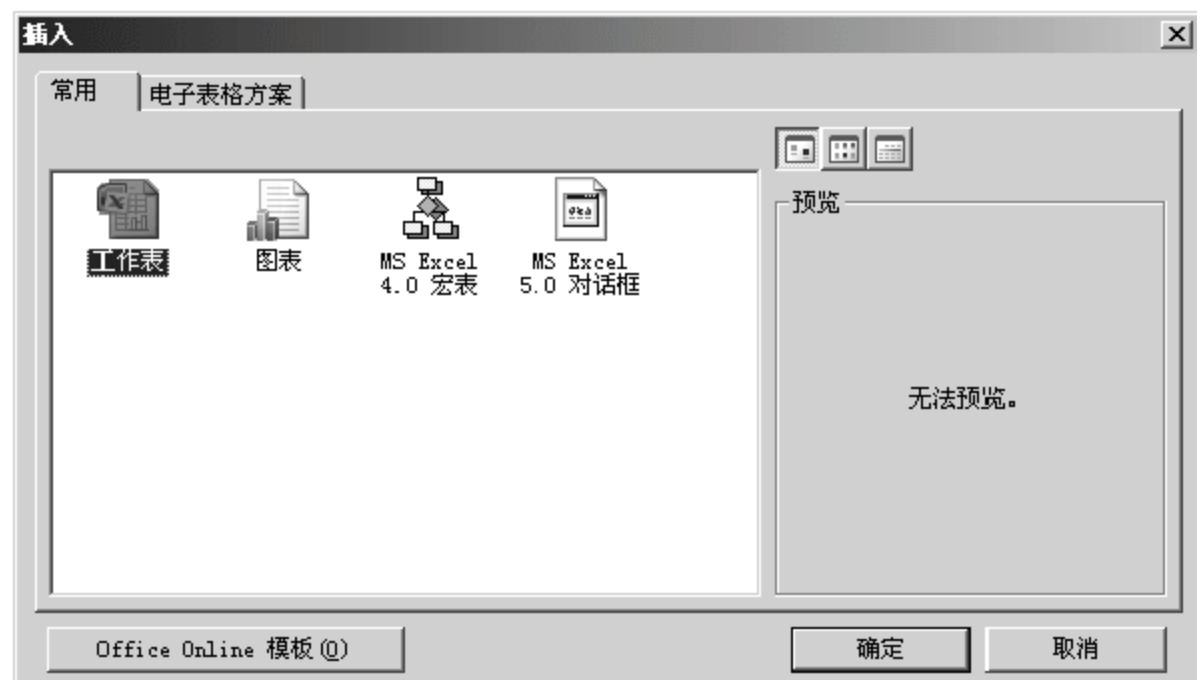 插入
常用
电子表格方案
预览
工作表
图表
MS Excel
4.0 宏表
MS Excel
5.0 对话框
无法预览。
Office Online 模板(O)
确定
取消